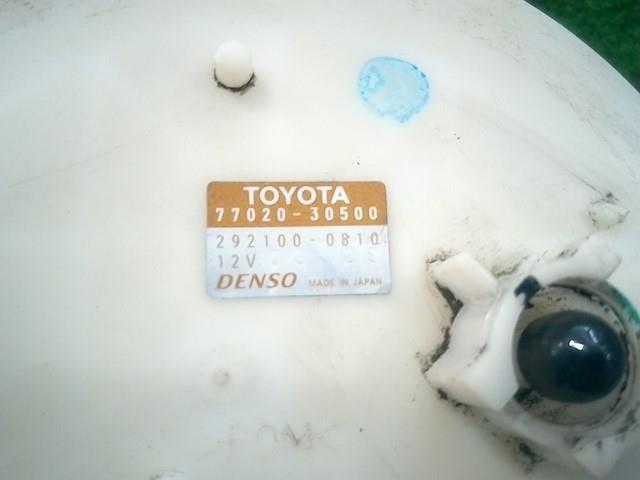 TOYOTA
77020-30500
292100-0810
12V
DENSO MADE IN JAPAN